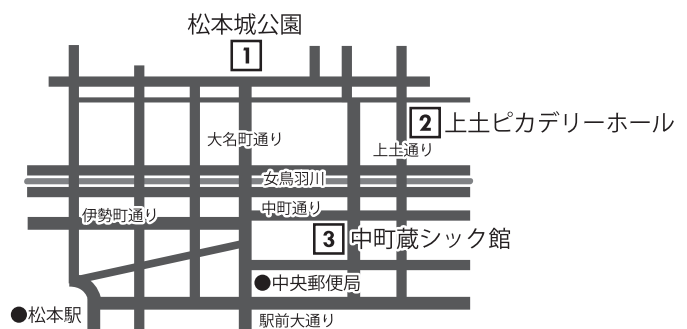 松本城公園
1
2 上土ピカデリーホール
大名町通り
上土通り
女鳥羽川
中町通り
伊勢町通り
3 中町蔵シック館
●中央郵便局
●松本駅
駅前大通り